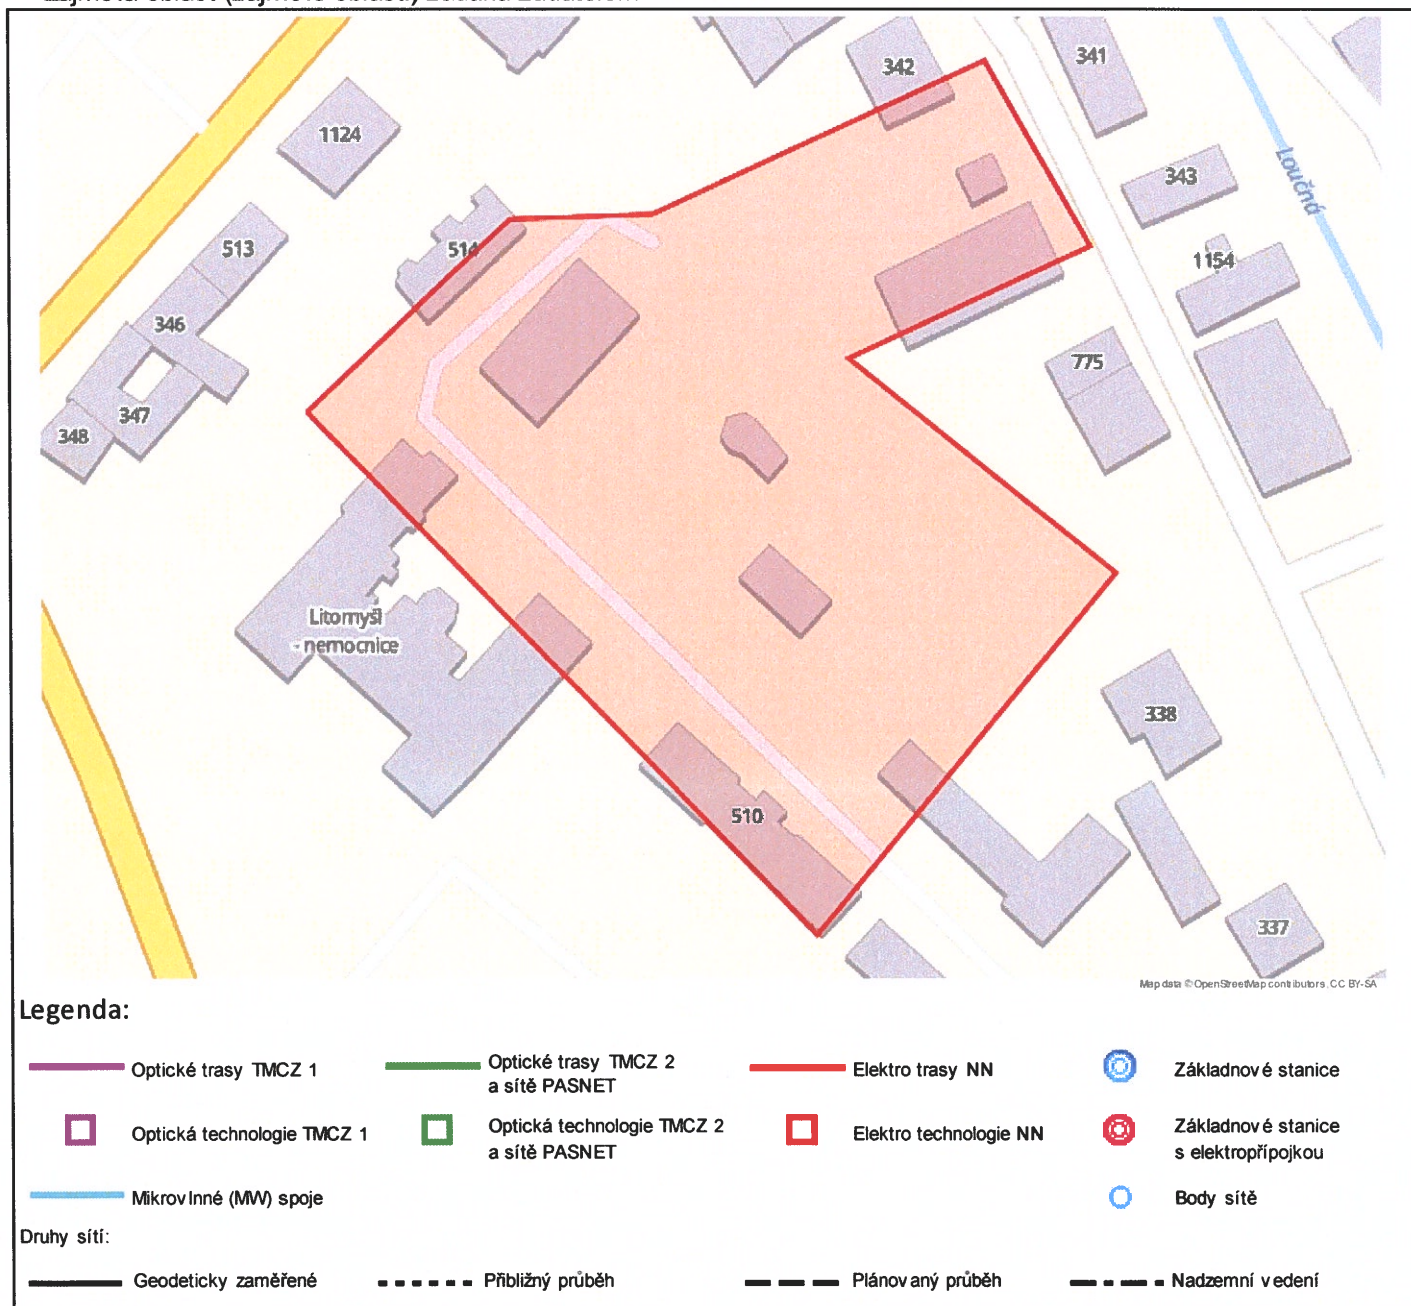 342
341
1124
343
Loučná
513
514
1154
346
775
347
348
Litomyšl
- nemocnice
338
510
337
Map data © OpenStreetMap contributors, CC BY-SA
Legenda:
Optické trasy TMCZ 1
Optické trasy TMCZ 2
a sítě PASNET
Elektro trasy NN
Základnové stanice
Optická technologie TMCZ 1
Optická technologie TMCZ 2
a sítě PASNET
Elektro technologie NN
Základnové stanice
s elektropřípojkou
Mikrovlnné (MW) spoje
Body sítě
Druhy sítí:
Geodeticky zaměřené
Přibližný průběh
Plánovaný průběh
Nadzemní vedení